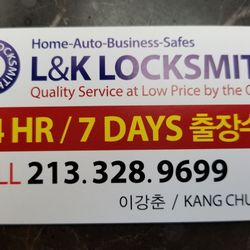 LOCKSMITH
Home-Auto-Business-Safes
L&K LOCKSMIT
Quality Service at Low Price by the
4 HR / 7 DAYS 출장수
LL 213.328.9699
이강춘 / KANG CHU